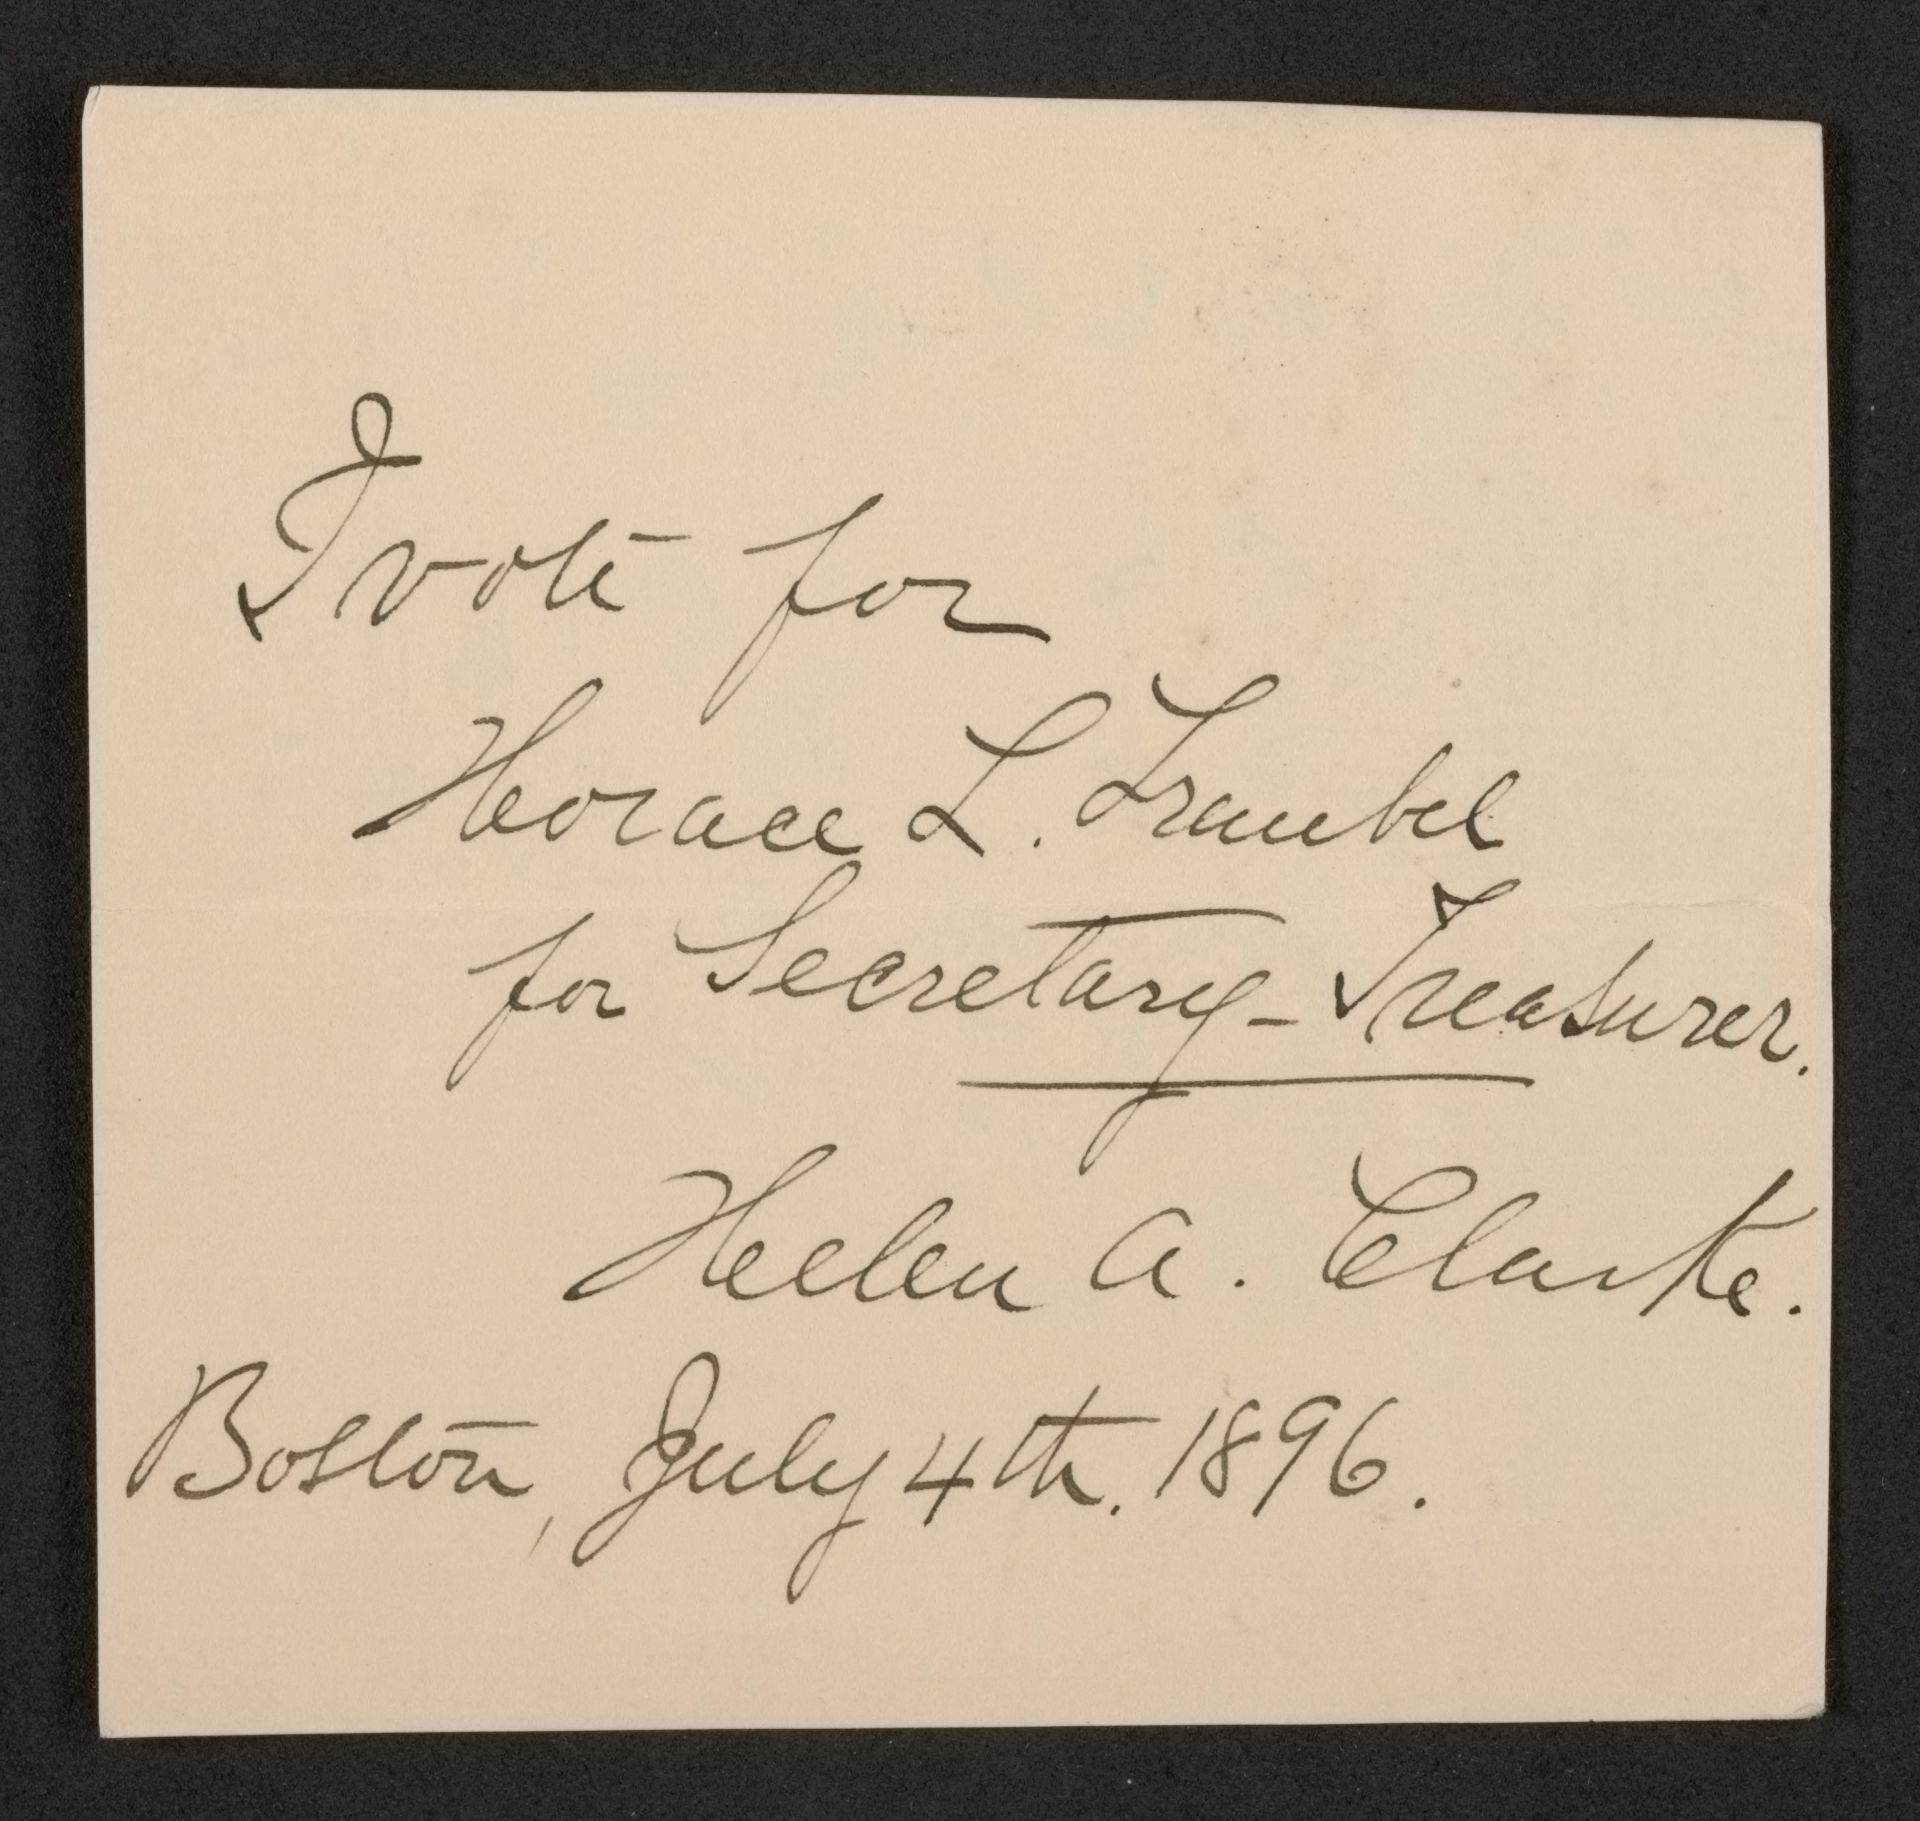 I vote for
Horace L. Traubel
for Secretary - Treasurer.
Helen A. Clarke.
Boston, July 4th. 1896.